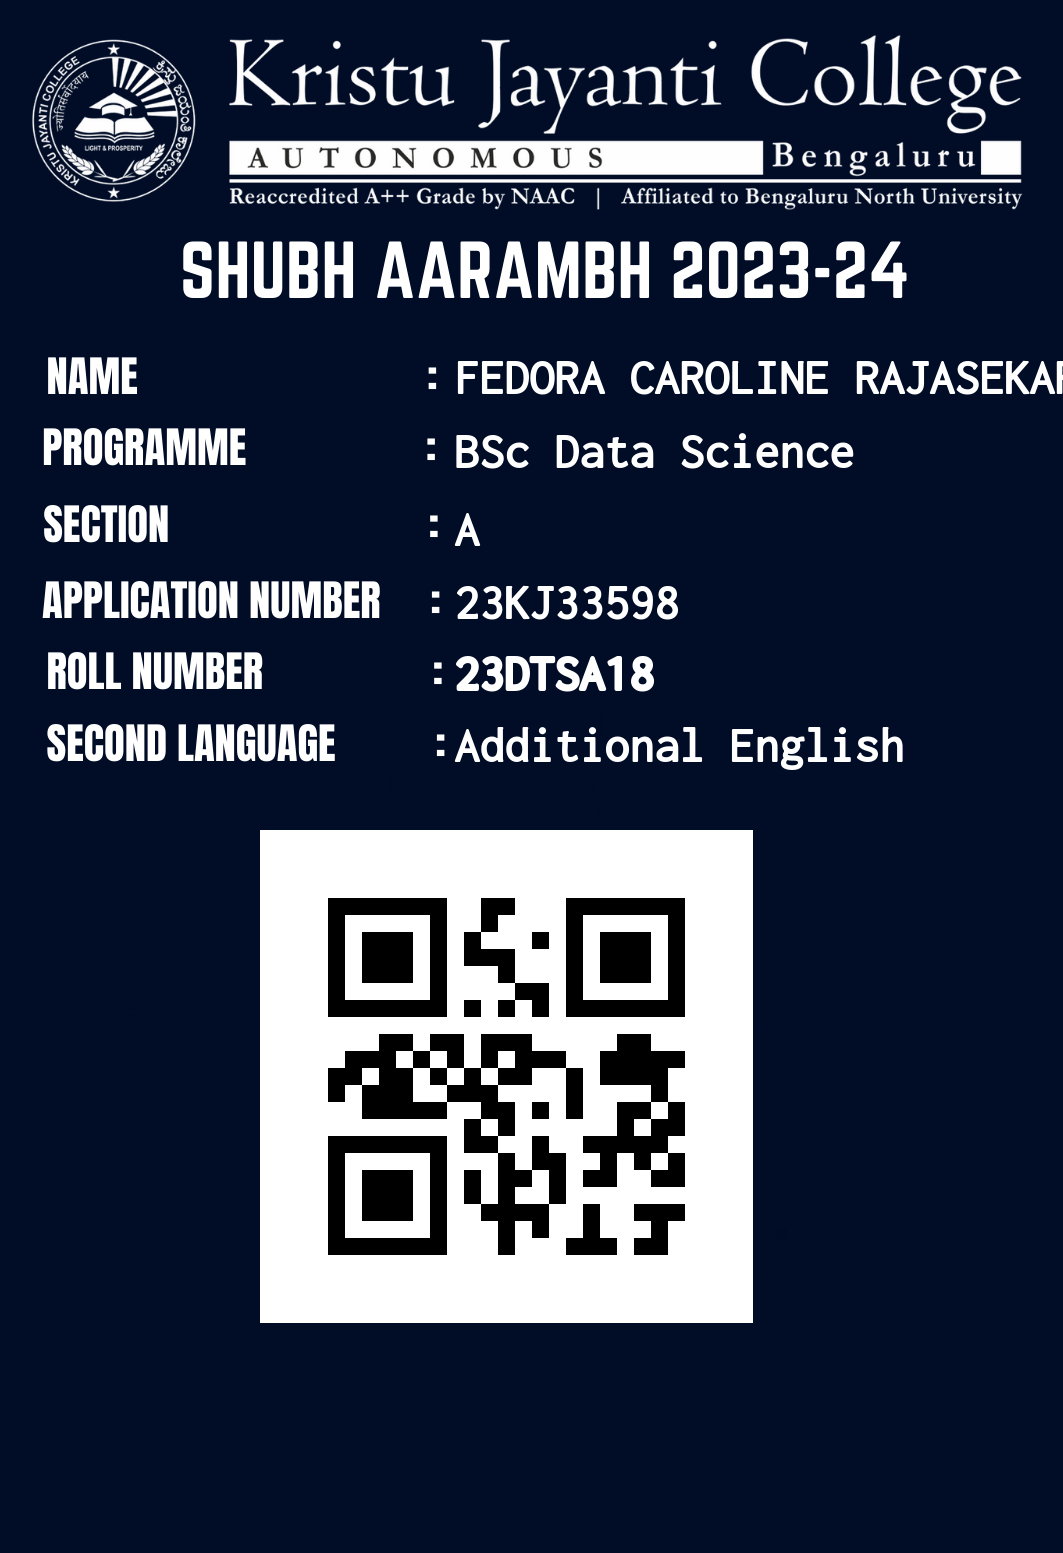 Kristu Jayanti College
AUTONOMOUS Bengaluru
Reaccredited A++ Grade by NAAC | Affiliated to Bengaluru North University
KRISTU JAYANTI COLLEGE
LIGHT & PROSPERITY
SHUBH AARAMBH 2023-24
NAME : FEDORA CAROLINE RAJASEKAR
PROGRAMME : BSc Data Science
SECTION : A
APPLICATION NUMBER : 23KJ33598
ROLL NUMBER : 23DTSA18
SECOND LANGUAGE : Additional English